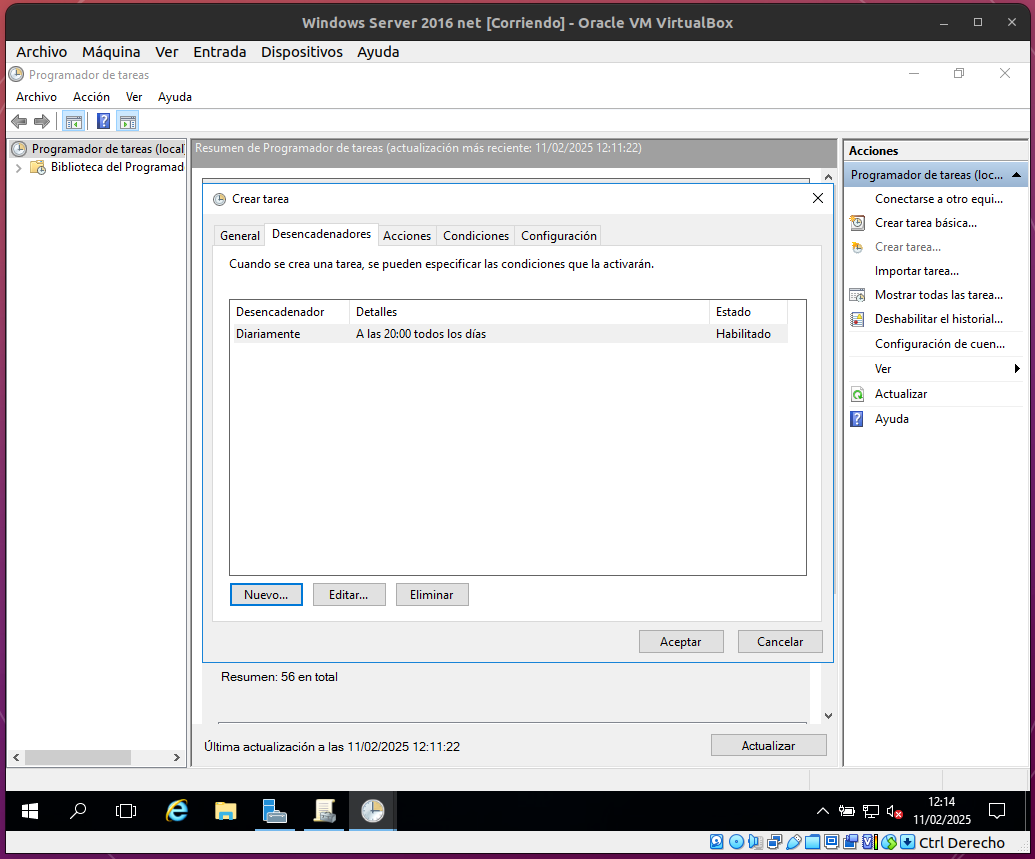 Windows Server 2016 net [Corriendo] - Oracle VM VirtualBox
Archivo Máquina Ver Entrada Dispositivos Ayuda
Programador de tareas
Archivo Acción Ver Ayuda
Programador de tareas (local
Biblioteca del Programad
Resumen de Programador de tareas (actualización más reciente: 11/02/2025 12:11:22)
Crear tarea
General Desencadenadores Acciones Condiciones Configuración
Cuando se crea una tarea, se pueden especificar las condiciones que la activarán.
Desencadenador Detalles Estado
Diariamente A las 20:00 todos los días Habilitado
Nuevo... Editar... Eliminar
Aceptar Cancelar
Resumen: 56 en total
Última actualización a las 11/02/2025 12:11:22 Actualizar
Acciones
Programador de tareas (loc...
Conectarse a otro equi...
Crear tarea básica...
Crear tarea...
Importar tarea...
Mostrar todas las tarea...
Deshabilitar el historial...
Configuración de cuen...
Ver
Actualizar
Ayuda
12:14
11/02/2025
Ctrl Derecho